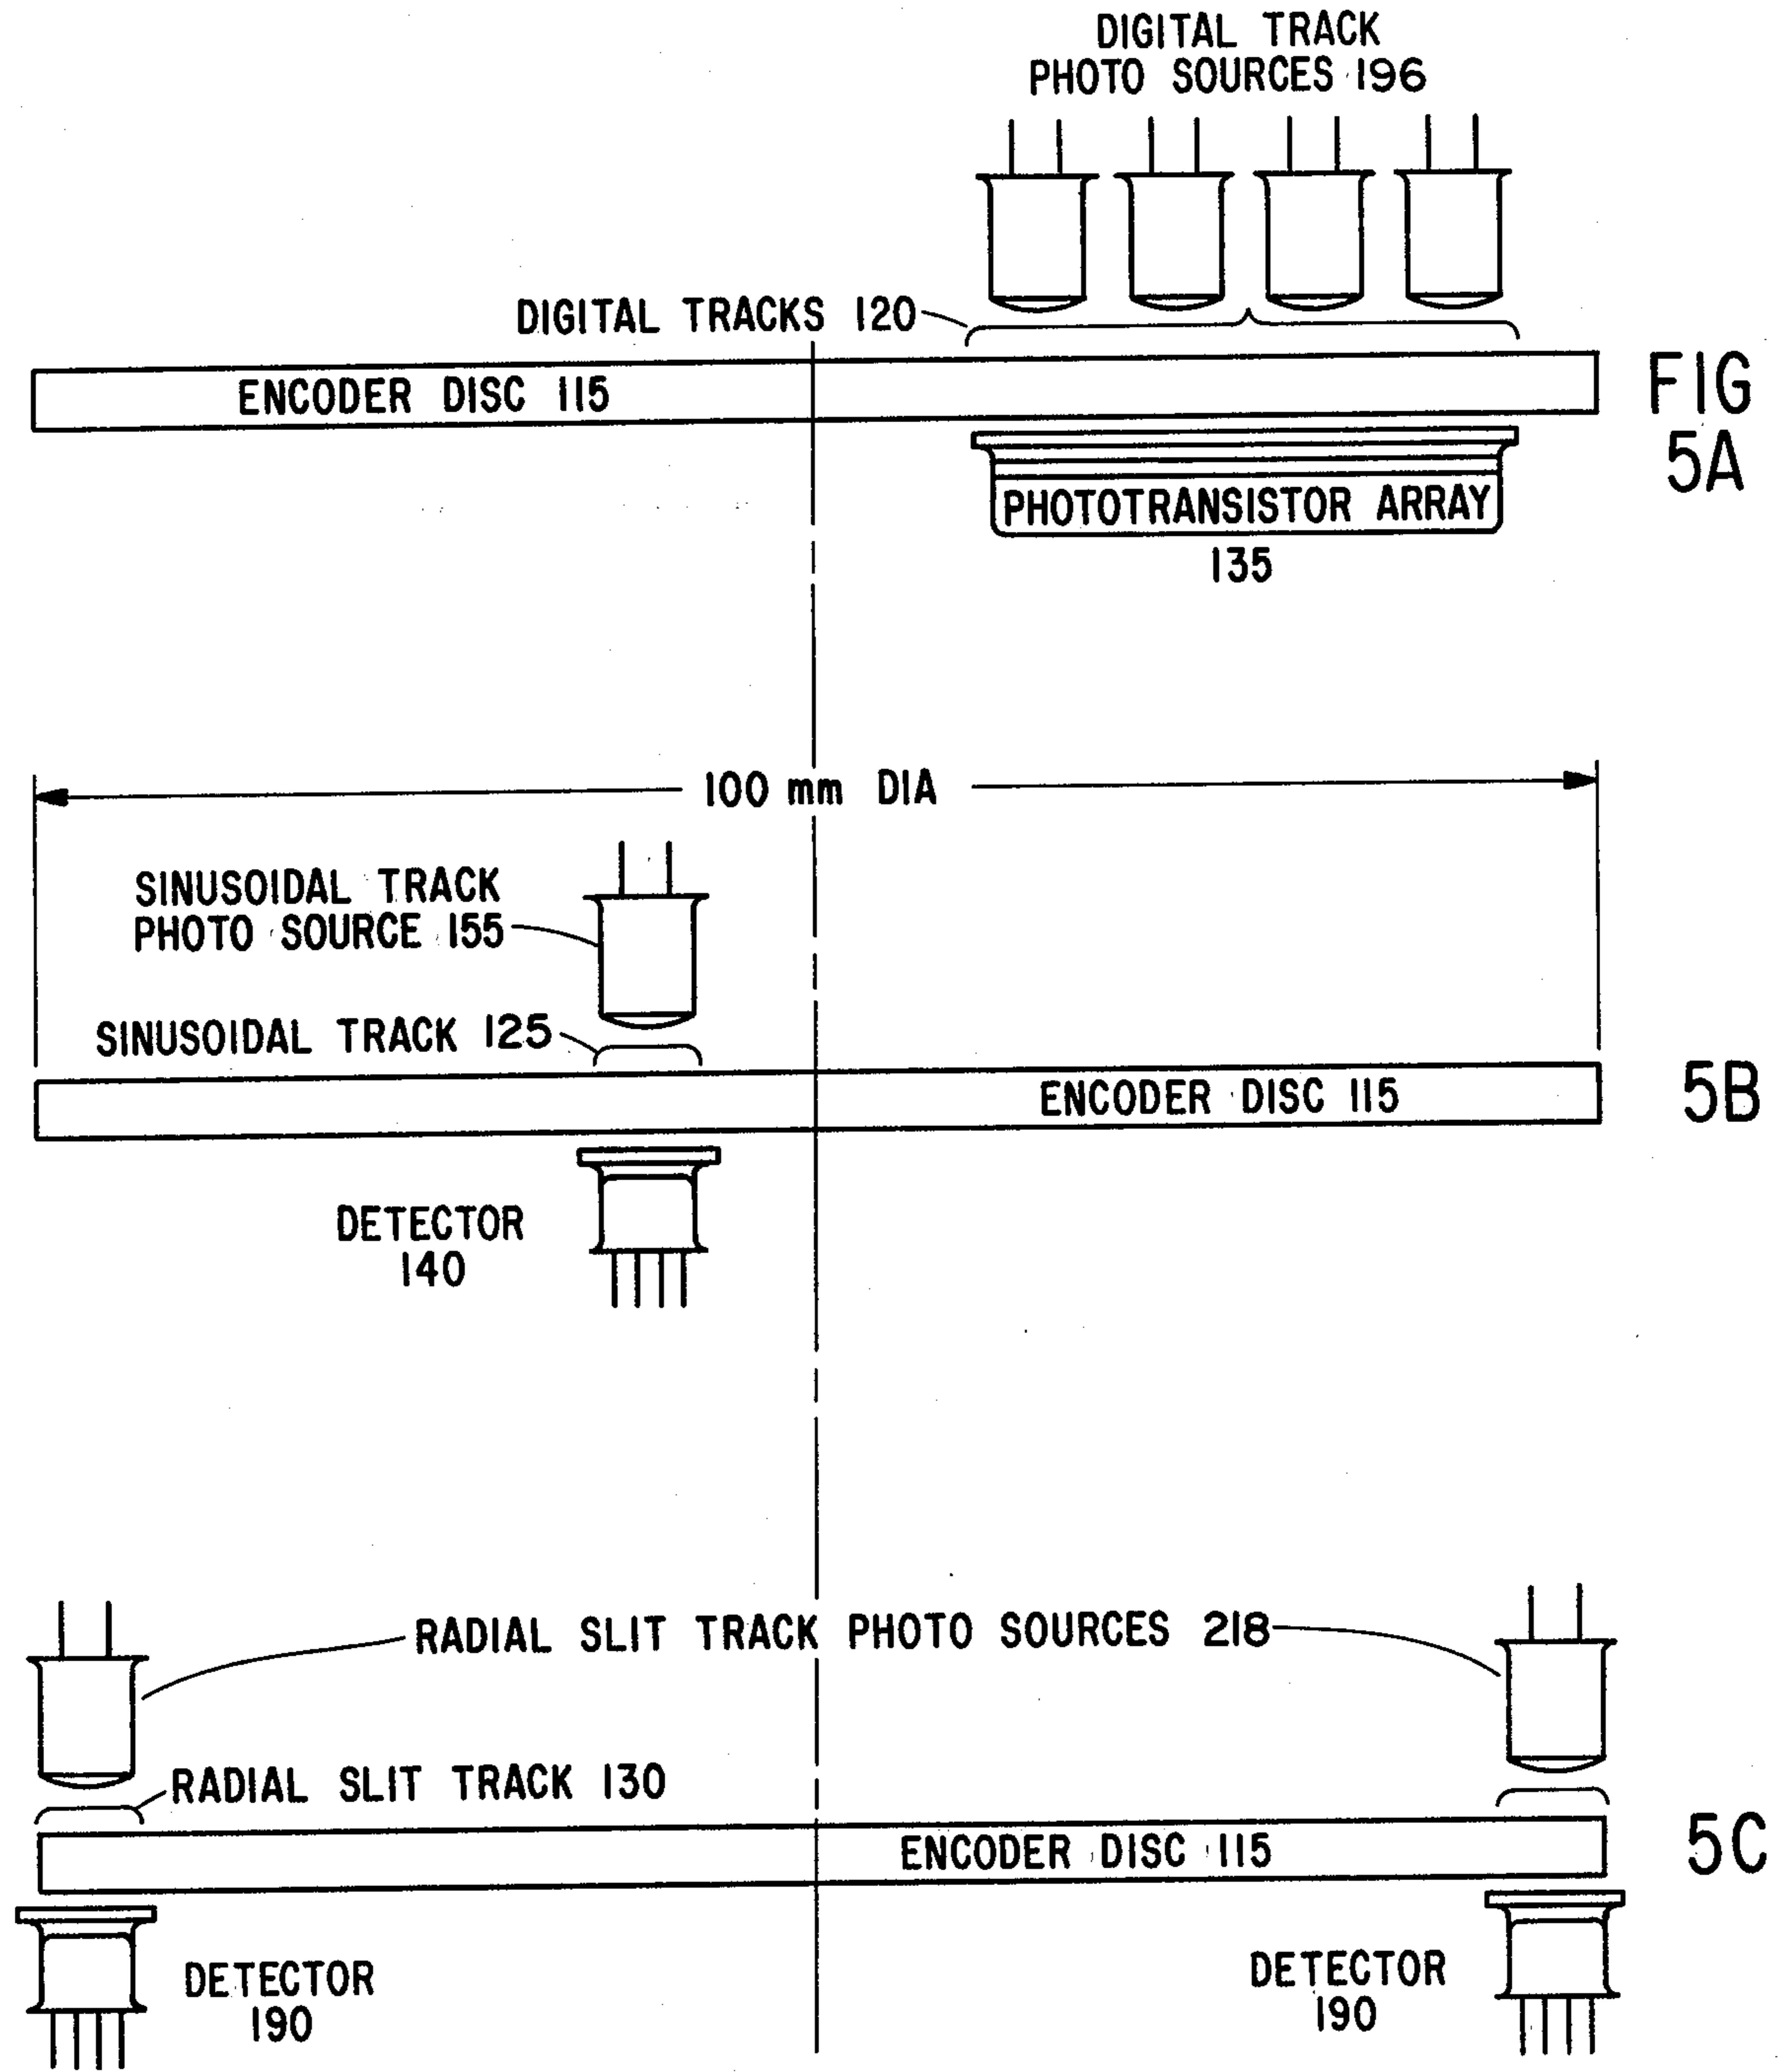 DIGITAL TRACK
PHOTO SOURCES 196
DIGITAL TRACKS 120
ENCODER DISC 115
FIG
5A
PHOTOTRANSISTOR ARRAY
135
100 mm DIA
SINUSOIDAL TRACK
PHOTO SOURCE 155
SINUSOIDAL TRACK 125
ENCODER DISC 115
5B
DETECTOR
140
RADIAL SLIT TRACK PHOTO SOURCES 218
RADIAL SLIT TRACK 130
ENCODER DISC 115
5C
DETECTOR
190
DETECTOR
190